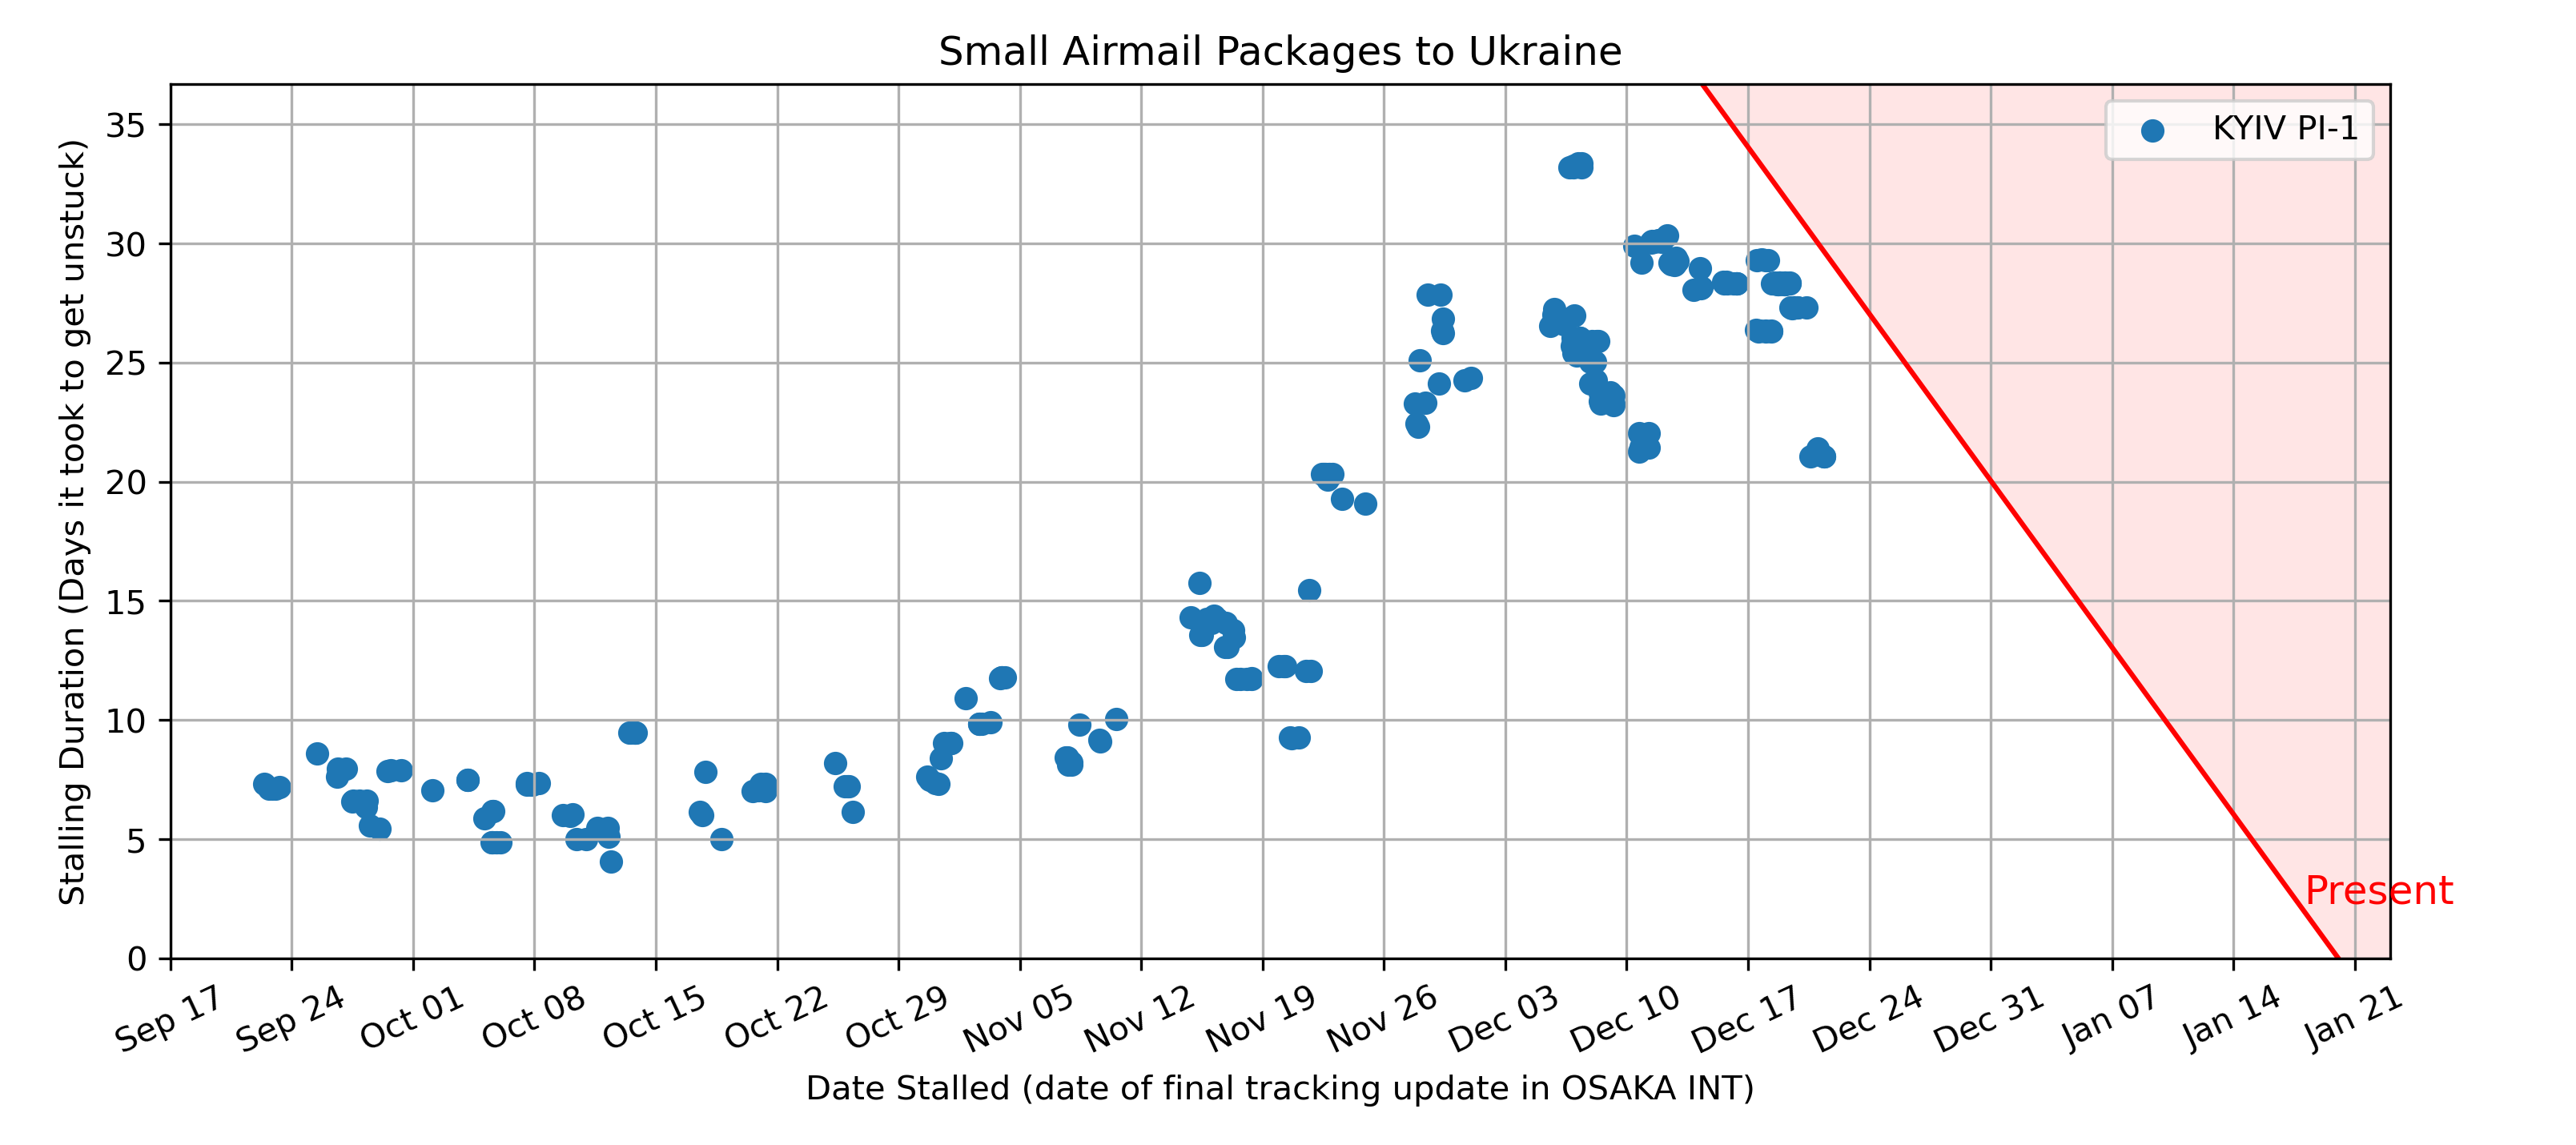 Small Airmail Packages to Ukraine
Stalling Duration (Days it took to get unstuck)
35
30
25
20
15
10
5
0
KYIV PI-1
Present
Sep 17
Sep 24
Oct 01
Oct 08
Oct 15
Oct 22
Oct 29
Nov 05
Nov 12
Nov 19
Nov 26
Dec 03
Dec 10
Dec 17
Dec 24
Dec 31
Jan 07
Jan 14
Jan 21
Date Stalled (date of final tracking update in OSAKA INT)